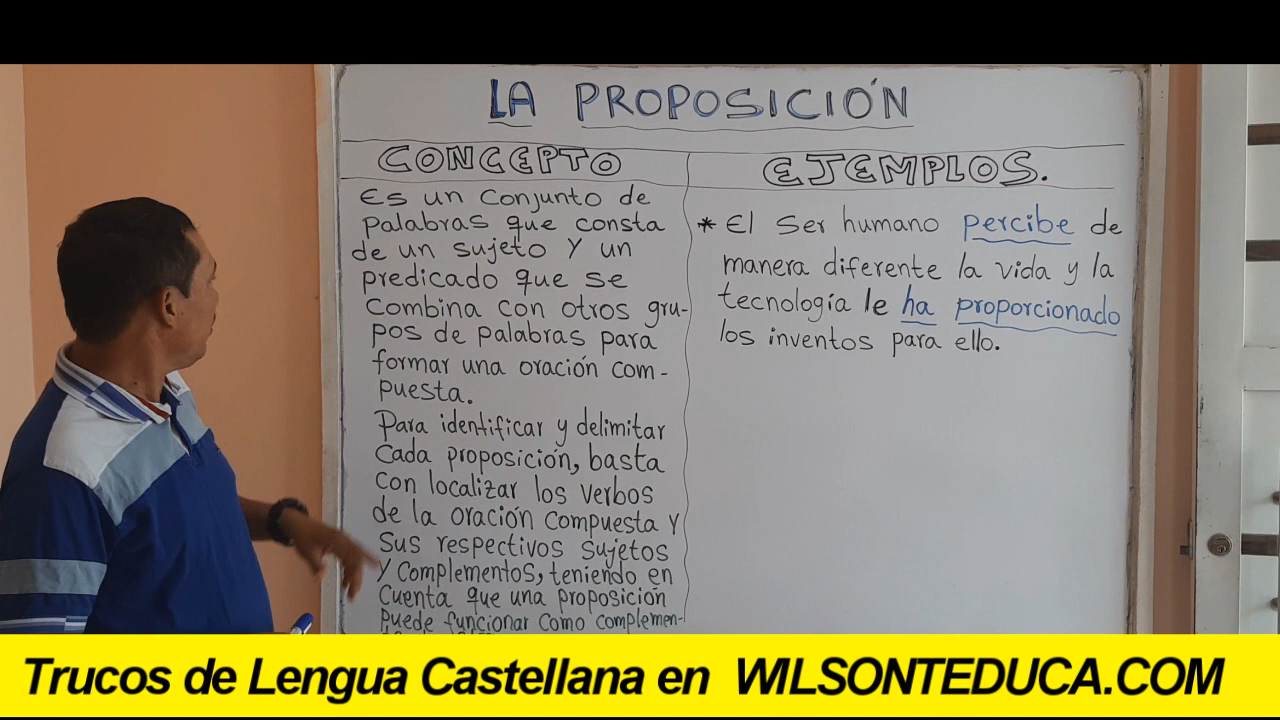 LA PROPOSICIÓN
CONCEPTO
Es un conjunto de
palabras que consta
de un sujeto y un
predicado que se
combina con otros gru-
pos de palabras para
formar una oración com-
puesta.
Para identificar y delimitar
cada proposición, basta
con localizar los verbos
de la oración compuesta y
sus respectivos sujetos
y complementos, teniendo en
cuenta que una proposición
puede funcionar como complemen-
EJEMPLOS.
* El ser humano percibe de
manera diferente la vida y la
tecnología le ha proporcionado
los inventos para ello.
Trucos de Lengua Castellana en WILSONTEDUCA.COM